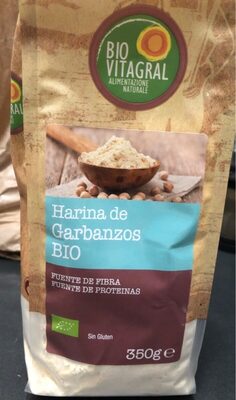 BIO
VITAGRAL
ALIMENTAZIONE
NATURALE
Harina de
Garbanzos
BIO
FUENTE DE FIBRA
FUENTE DE PROTEINAS
Sin Gluten
350g e